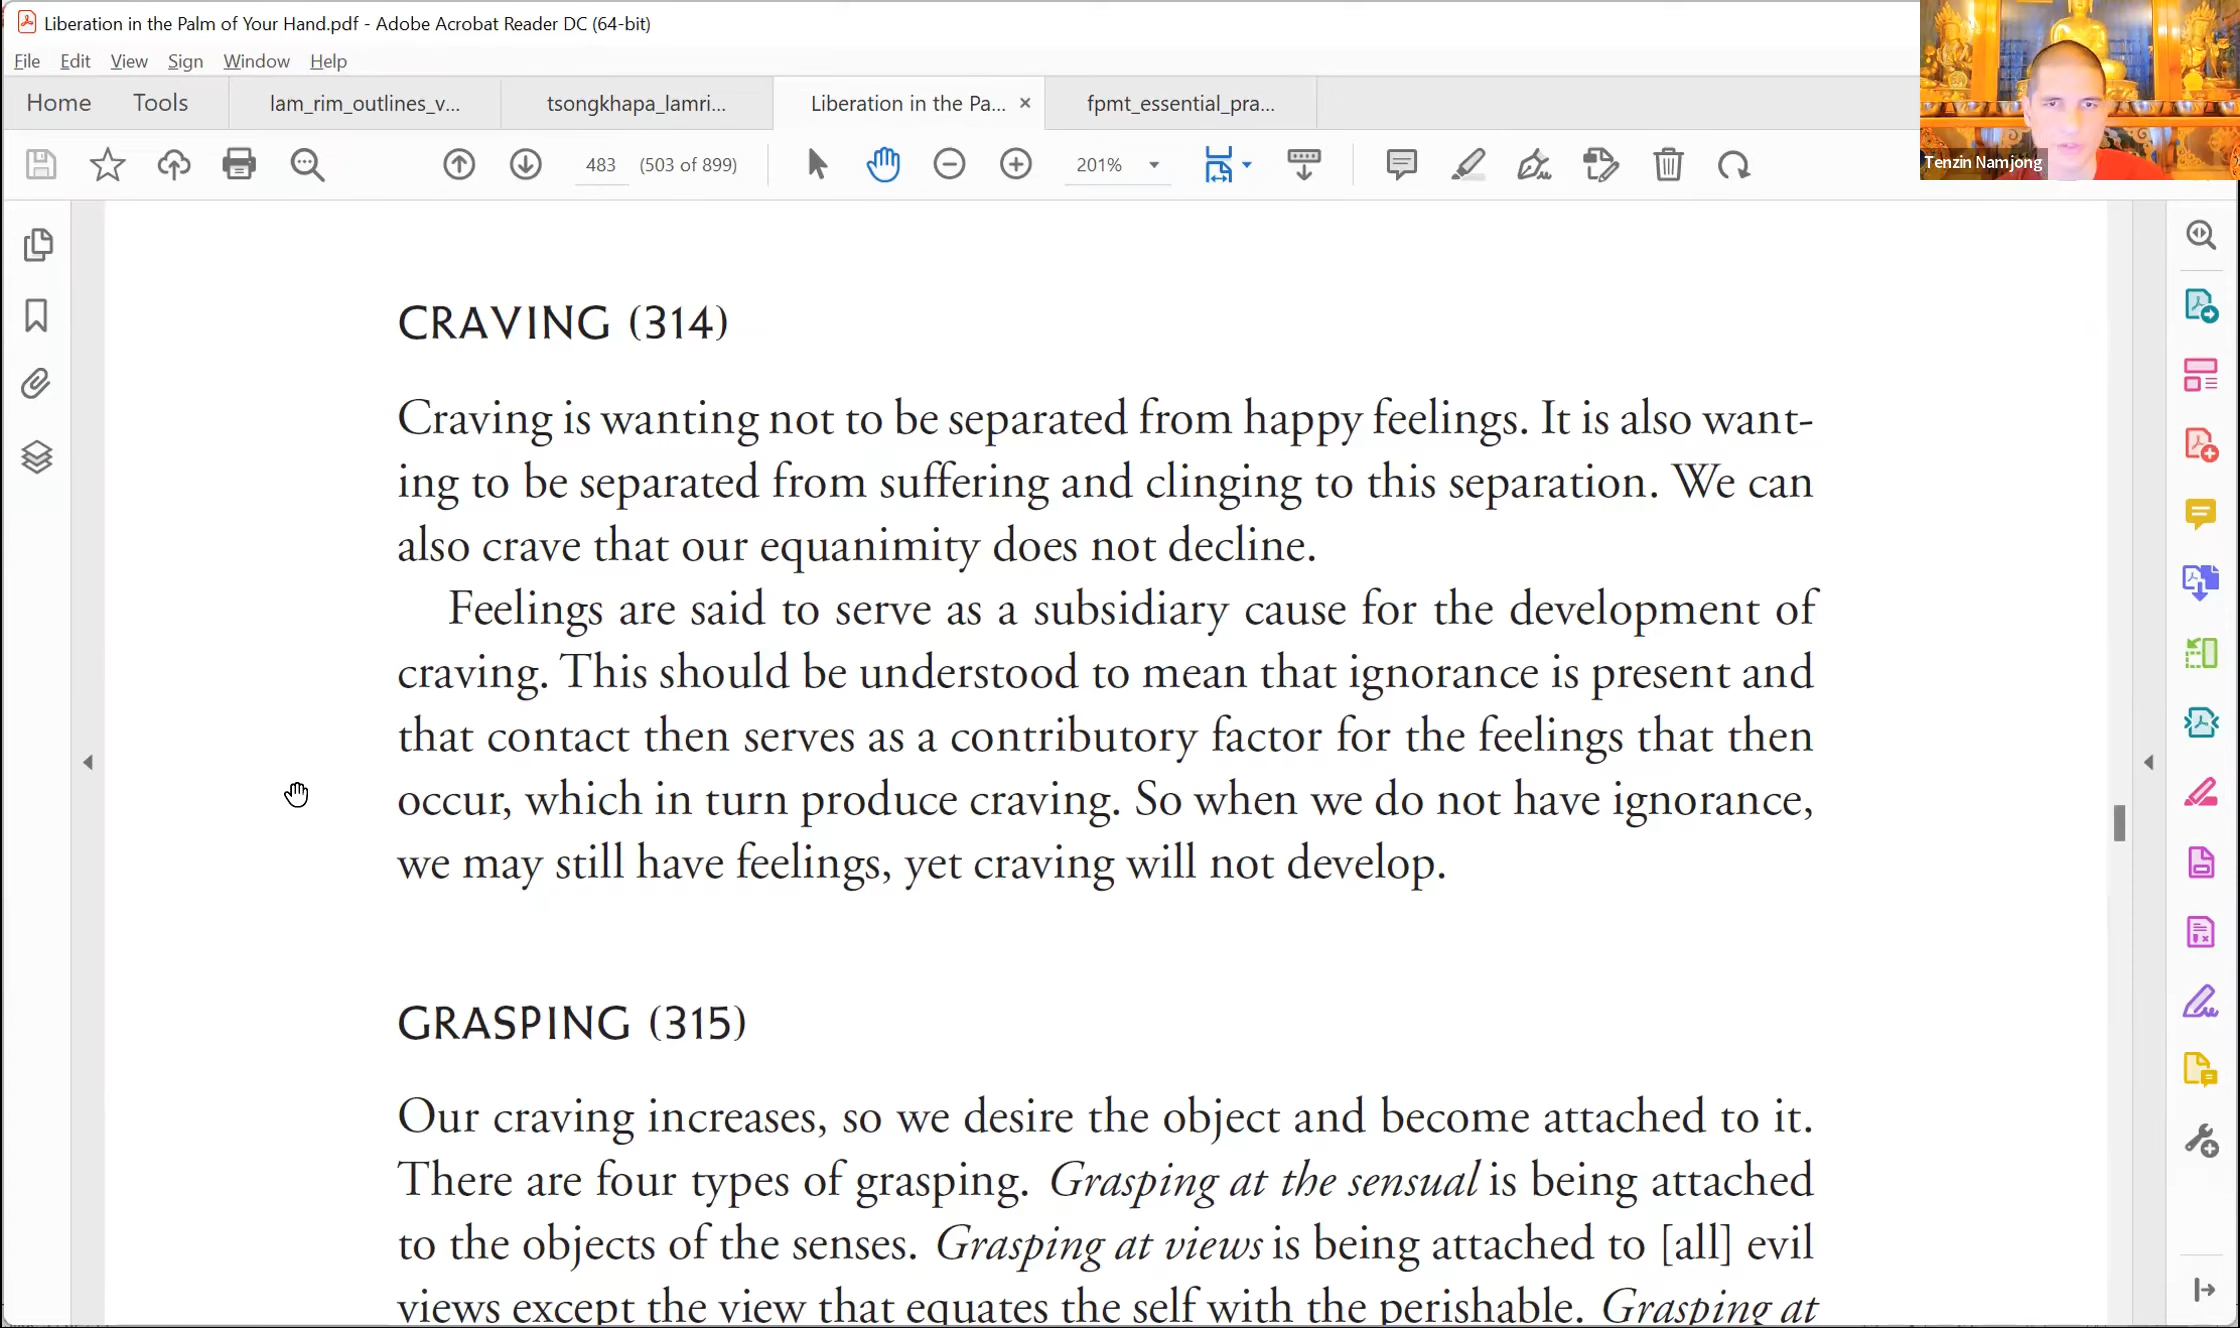 Liberation in the Palm of Your Hand.pdf - Adobe Acrobat Reader DC (64-bit)
File Edit View Sign Window Help
Home Tools lam_rim_outlines_v... tsongkhapa_lamri... Liberation in the Pa... × fpmt_essential_pra...
483 (503 of 899) 201%
Tenzin Namjong
CRAVING (314)
Craving is wanting not to be separated from happy feelings. It is also want-
ing to be separated from suffering and clinging to this separation. We can
also crave that our equanimity does not decline.
Feelings are said to serve as a subsidiary cause for the development of
craving. This should be understood to mean that ignorance is present and
that contact then serves as a contributory factor for the feelings that then
occur, which in turn produce craving. So when we do not have ignorance,
we may still have feelings, yet craving will not develop.
GRASPING (315)
Our craving increases, so we desire the object and become attached to it.
There are four types of grasping. Grasping at the sensual is being attached
to the objects of the senses. Grasping at views is being attached to [all] evil
views except the view that equates the self with the perishable. Grasping at